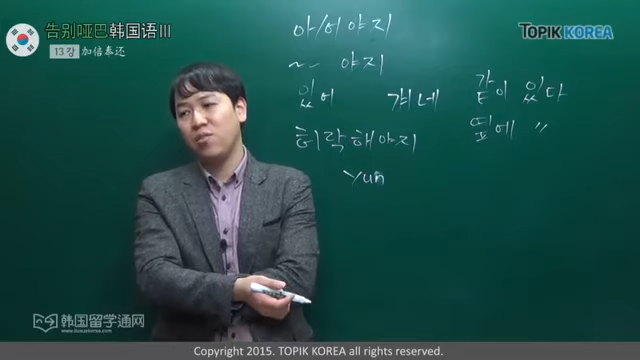 告别哑巴韩国语Ⅲ
13강 加倍奉还
TOPIK KOREA
아/어야지
~~ 야지
있어 걔네 같이 있다
허락해야지 옆에 〃
Yun
韩国留学通网
Copyright 2015. TOPIK KOREA all rights reserved.